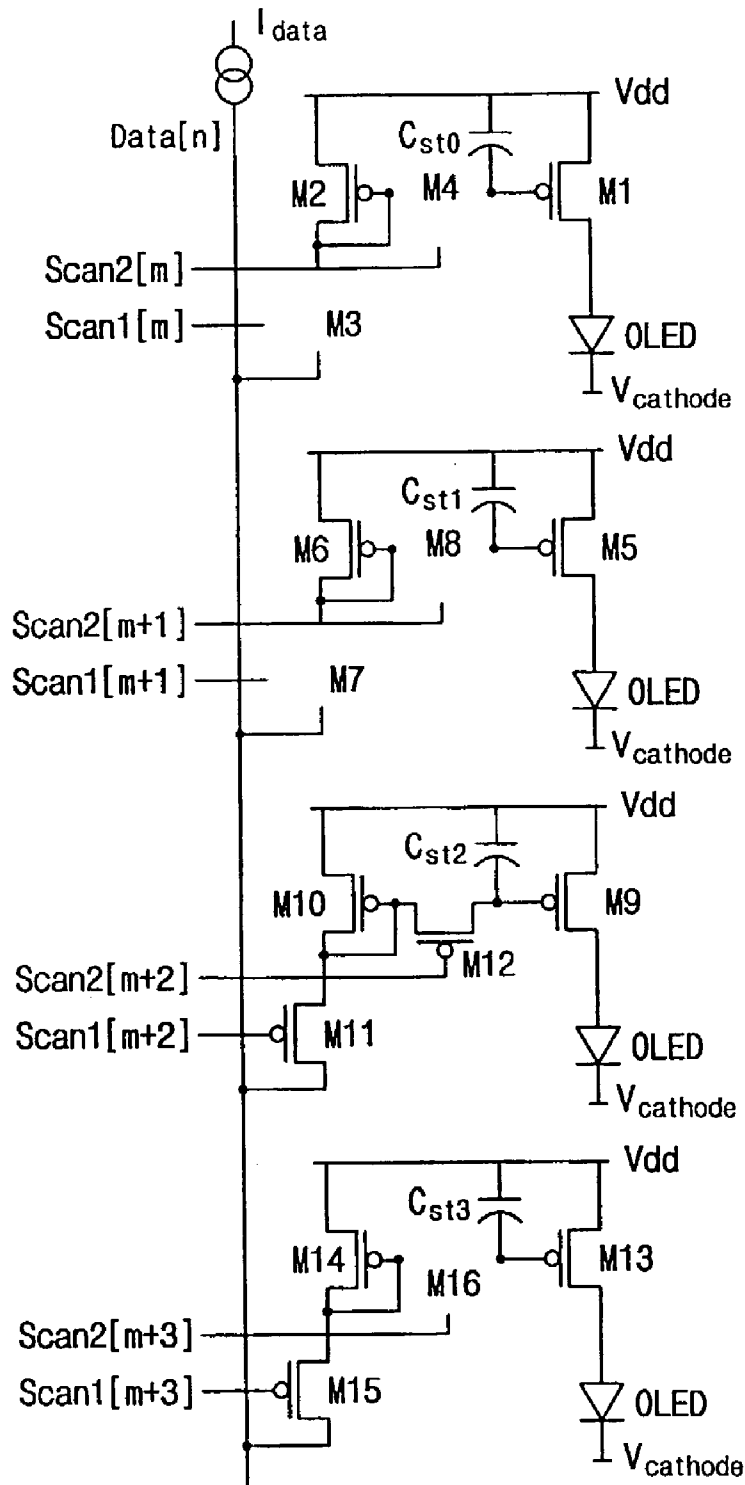 I data
Data[n]
Vdd
Cst0
M2
M4
M1
Scan2[m]
Scan1[m]
M3
OLED
Vcathode
Vdd
Cst1
M6
M8
M5
Scan2[m+1]
Scan1[m+1]
M7
OLED
Vcathode
Vdd
Cst2
M10
M9
M12
Scan2[m+2]
Scan1[m+2]
M11
OLED
Vcathode
Vdd
Cst3
M14
M16
M13
Scan2[m+3]
Scan1[m+3]
M15
OLED
Vcathode